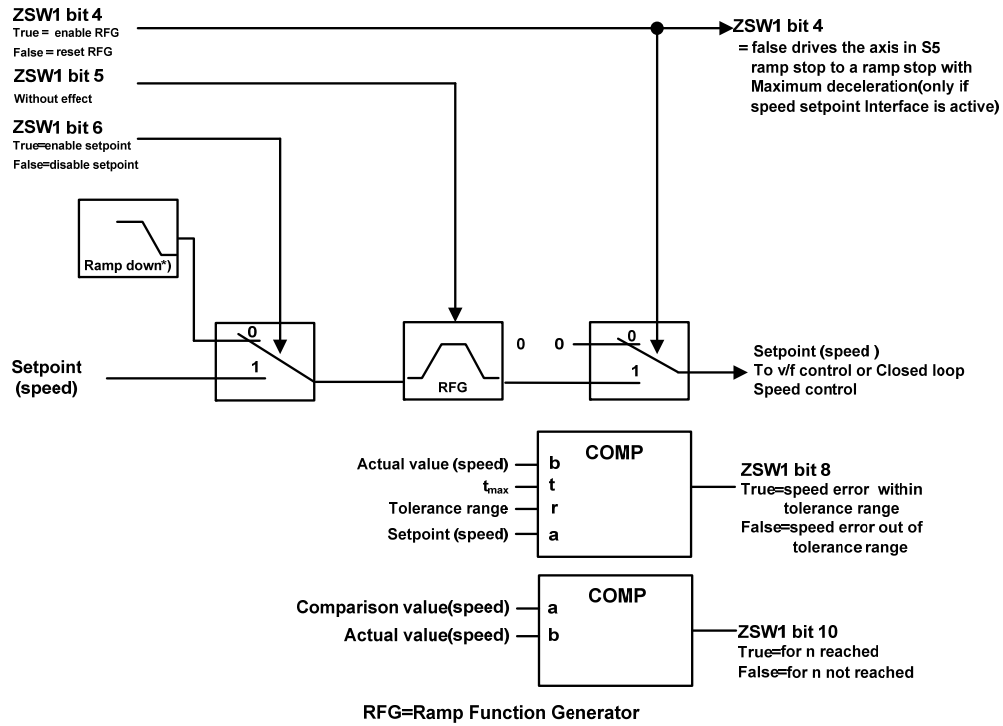 ZSW1 bit 4
True = enable RFG
False = reset RFG
ZSW1 bit 5
Without effect
ZSW1 bit 6
True=enable setpoint
False=disable setpoint
ZSW1 bit 4
= false drives the axis in S5
ramp stop to a ramp stop with
Maximum deceleration(only if
speed setpoint Interface is active)
Ramp down*)
Setpoint
(speed)
0
1
RFG
0
0
0
1
Setpoint (speed )
To v/f control or Closed loop
Speed control
COMP
Actual value (speed)
b
tmax
t
Tolerance range
r
Setpoint (speed)
a
ZSW1 bit 8
True=speed error within
tolerance range
False=speed error out of
tolerance range
COMP
Comparison value(speed)
a
Actual value(speed)
b
ZSW1 bit 10
True=for n reached
False=for n not reached
RFG=Ramp Function Generator